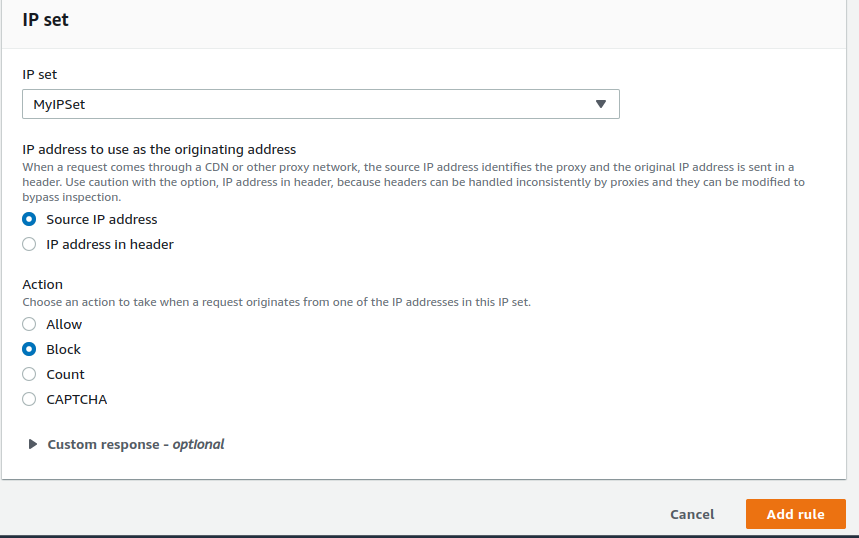 IP set
IP set
MyIPSet
IP address to use as the originating address
When a request comes through a CDN or other proxy network, the source IP address identifies the proxy and the original IP address is sent in a
header. Use caution with the option, IP address in header, because headers can be handled inconsistently by proxies and they can be modified to
bypass inspection.
Source IP address
IP address in header
Action
Choose an action to take when a request originates from one of the IP addresses in this IP set.
Allow
Block
Count
CAPTCHA
Custom response - optional
Cancel
Add rule